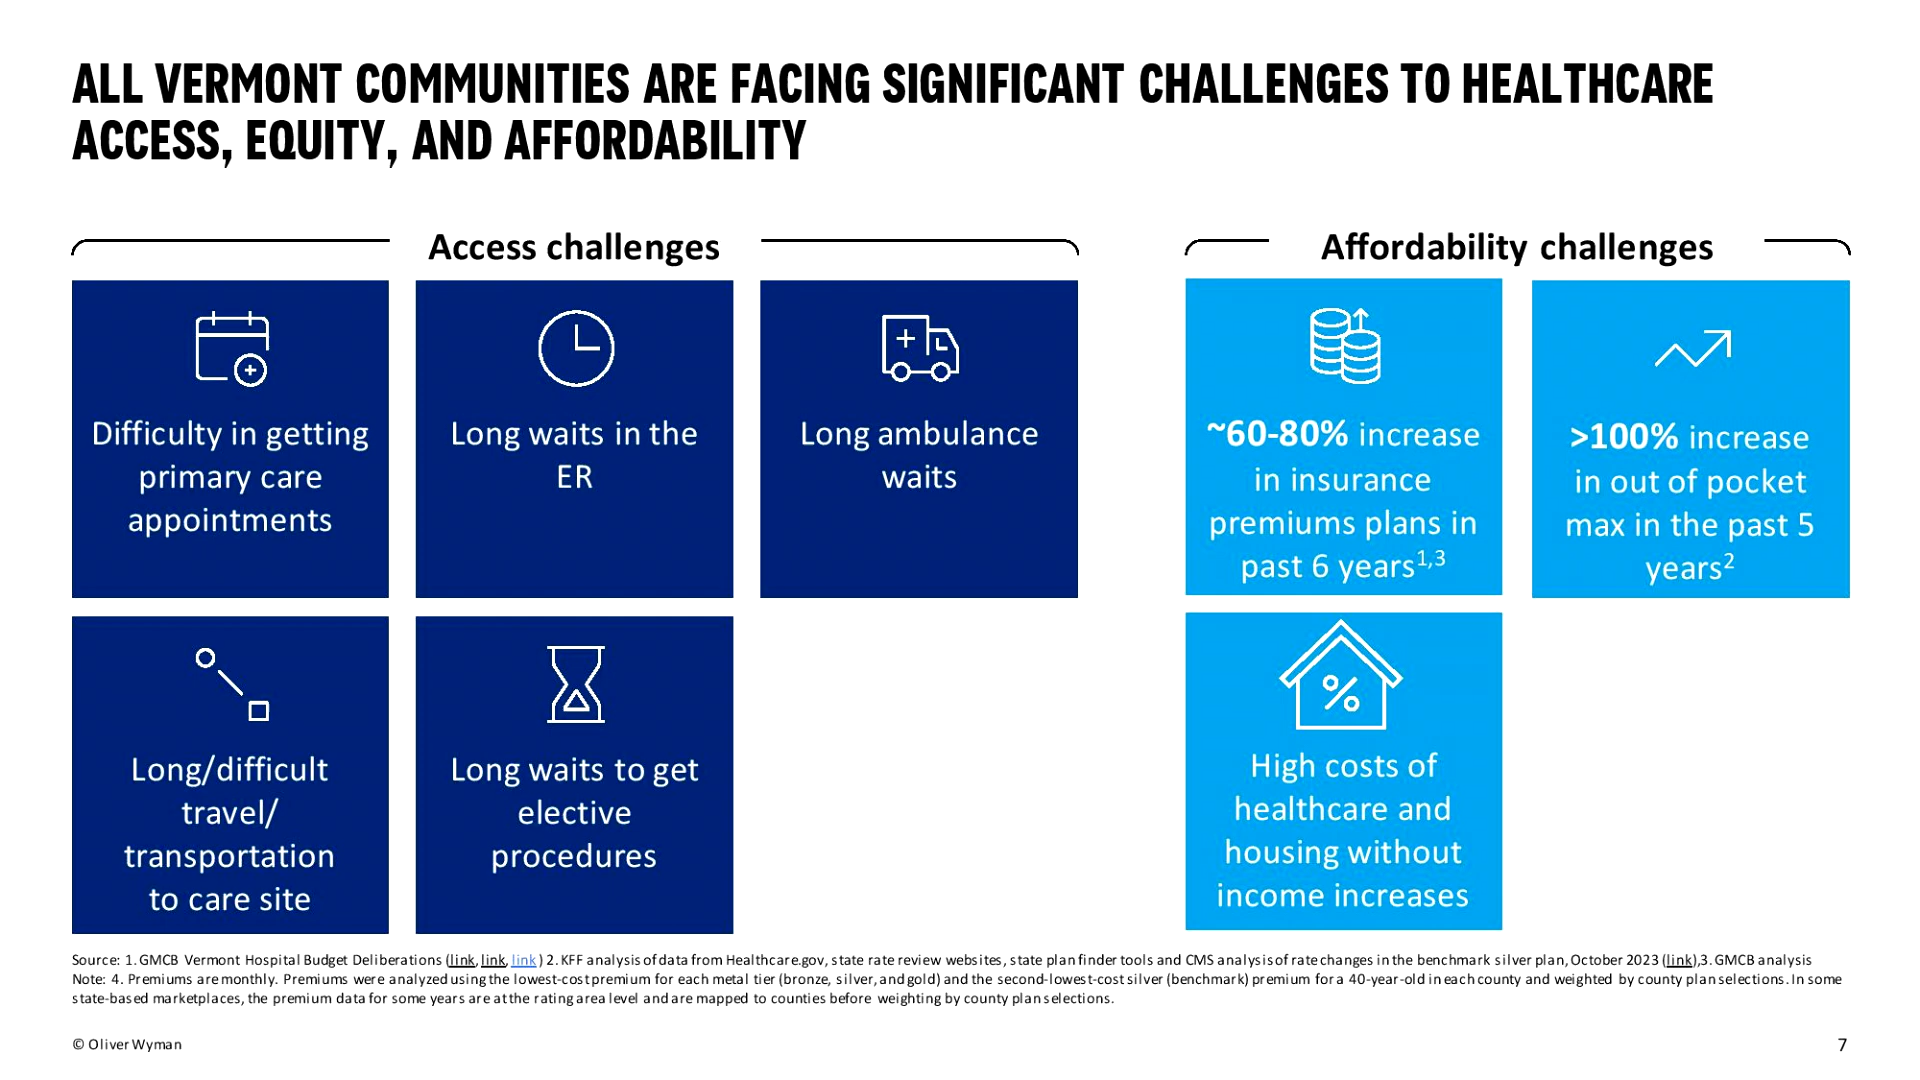 ALL VERMONT COMMUNITIES ARE FACING SIGNIFICANT CHALLENGES TO HEALTHCARE
ACCESS, EQUITY, AND AFFORDABILITY
Access challenges
Difficulty in getting
primary care
appointments
Long waits in the
ER
Long ambulance
waits
Long/difficult
travel/
transportation
to care site
Long waits to get
elective
procedures
Affordability challenges
~60-80% increase
in insurance
premiums plans in
past 6 years1,3
>100% increase
in out of pocket
max in the past 5
years2
%
High costs of
healthcare and
housing without
income increases
Source: 1. GMCB Vermont Hospital Budget Deliberations (link, link, link) 2. KFF analysis of data from Healthcare.gov, state rate review websites, state plan finder tools and CMS analysis of rate changes in the benchmark silver plan, October 2023 (link),3. GMCB analysis
Note: 4. Premiums are monthly. Premiums were analyzed using the lowest-cost premium for each metal tier (bronze, silver, and gold) and the second-lowest-cost silver (benchmark) premium for a 40-year-old in each county and weighted by county plan selections. In some
state-based marketplaces, the premium data for some years are at the rating area level and are mapped to counties before weighting by county plan selections.
© Oliver Wyman
7